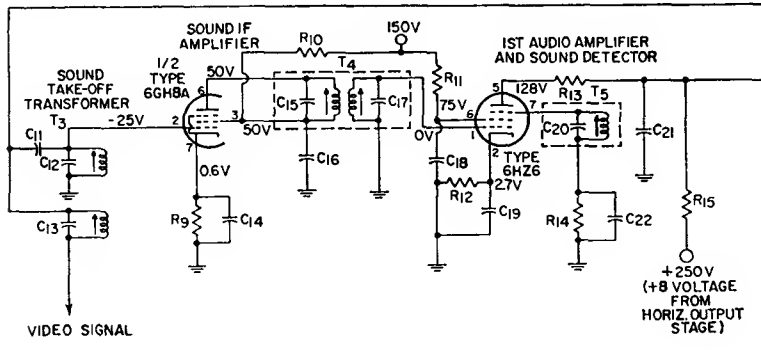 150V
SOUND IF
AMPLIFIER
R10
1ST AUDIO AMPLIFIER
AND SOUND DETECTOR
1/2
TYPE
6GH8A
T4
R11
SOUND
TAKE-OFF
TRANSFORMER
50V
6
5
128V
R13
T5
75V
T3
-25V
C15
C17
7
C11
2
3
50V
6
C20
C21
0V
1
C12
7
C16
C18
2
TYPE
6HZ6
0.6V
R12
2.7V
R15
C13
R9
C14
C19
R14
C22
+250V
(+8 VOLTAGE
FROM
HORIZ. OUTPUT
STAGE)
VIDEO SIGNAL